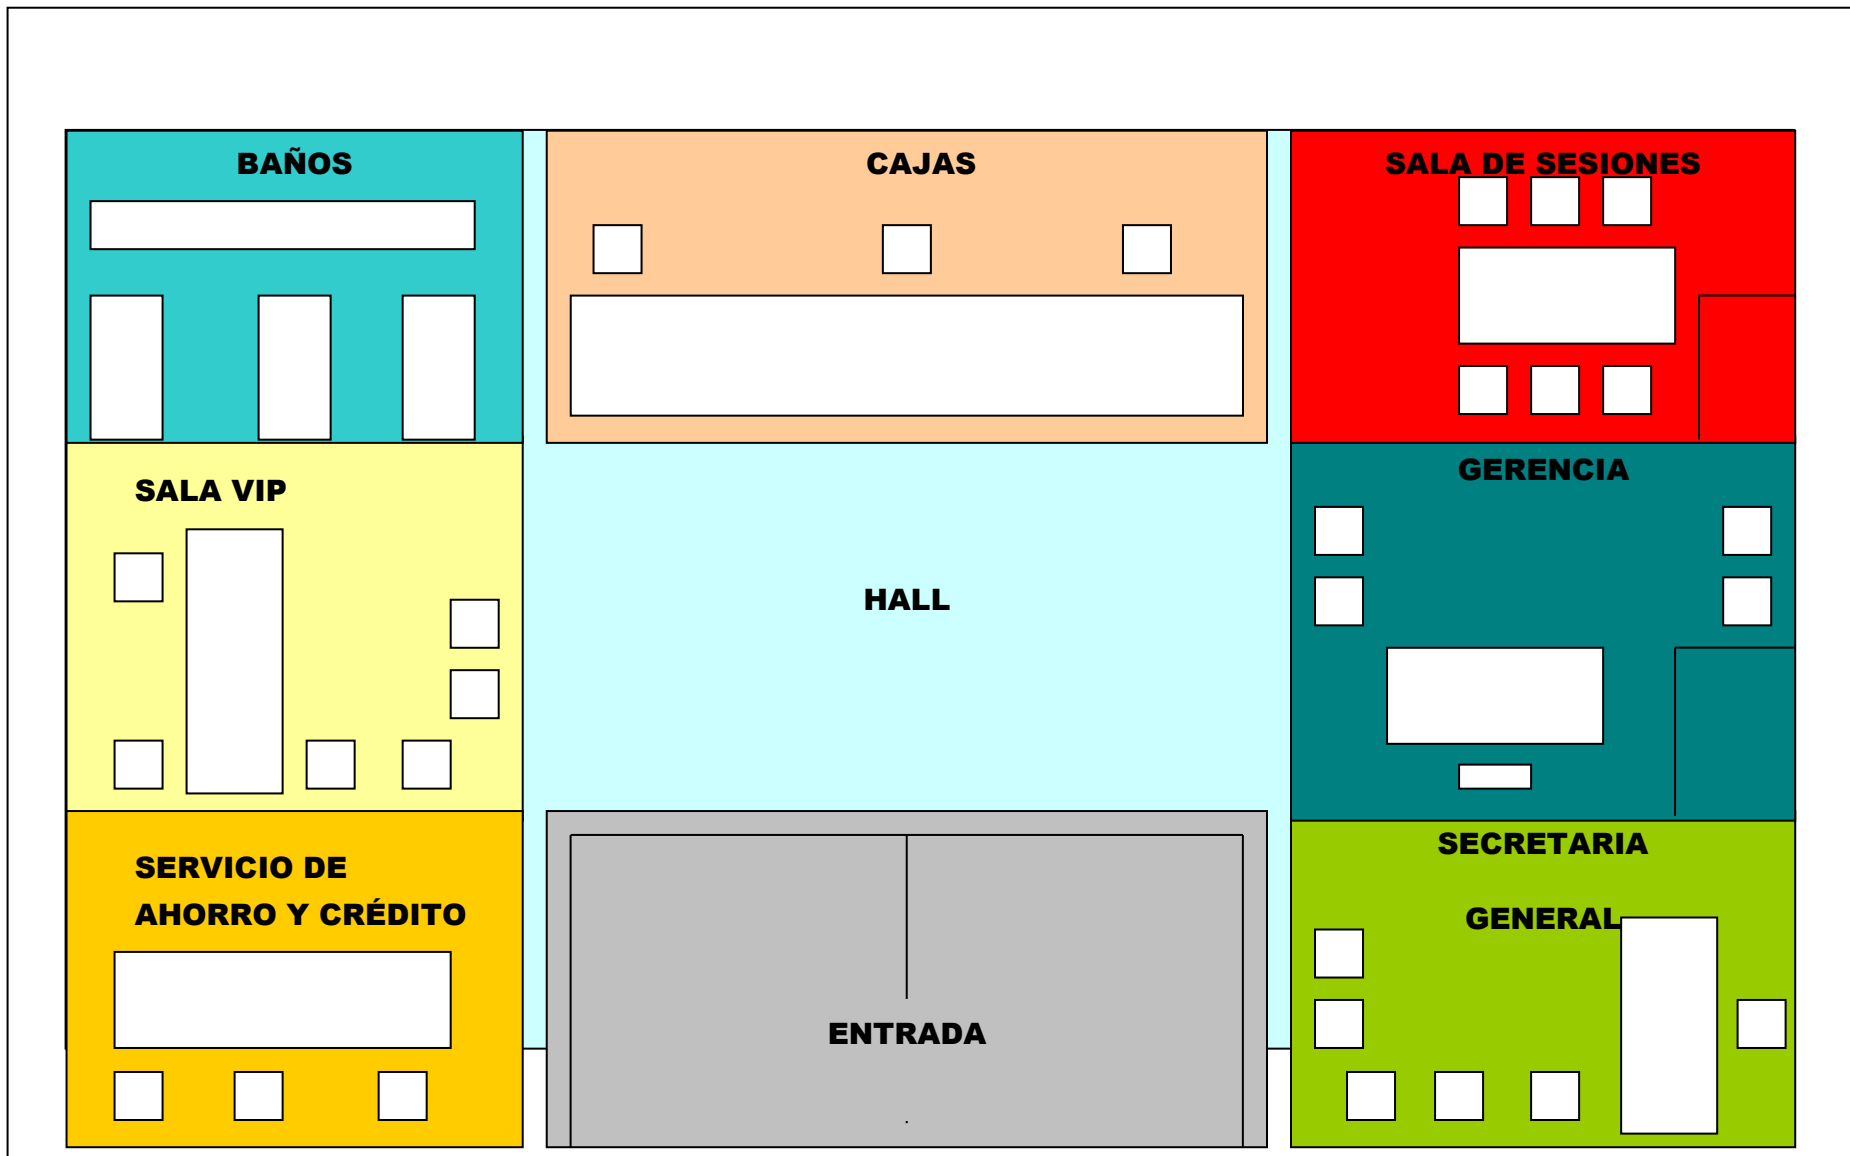 BAÑOS
CAJAS
SALA DE SESIONES
SALA VIP
HALL
GERENCIA
SERVICIO DE
AHORRO Y CRÉDITO
ENTRADA
SECRETARIA
GENERAL